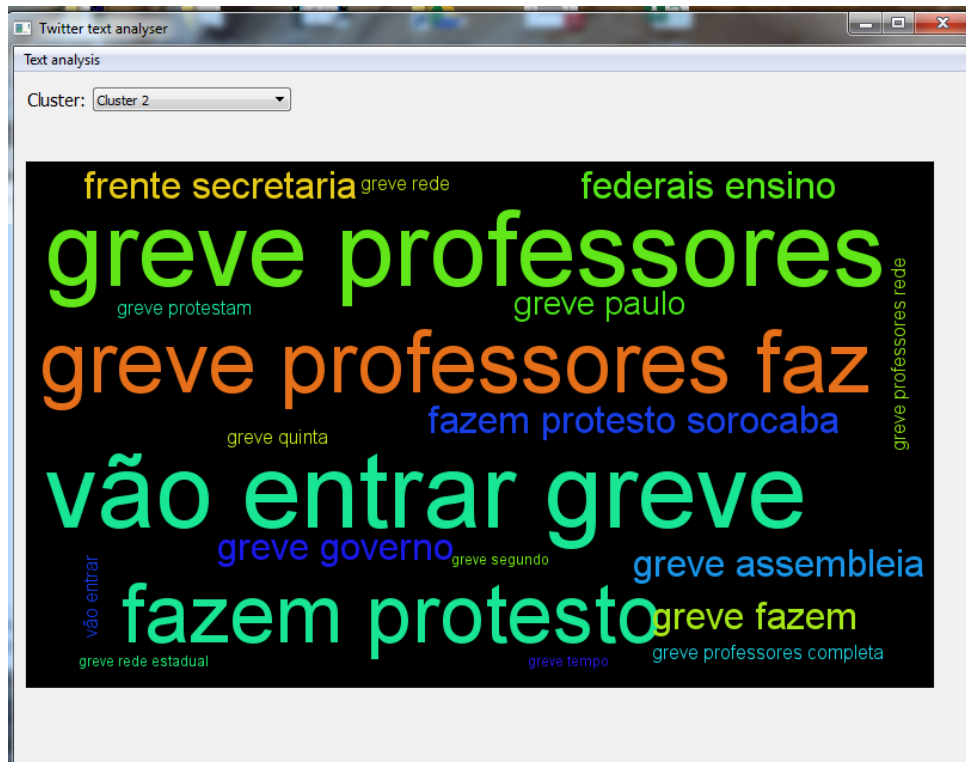 Twitter text analyser
Text analysis
Cluster: Cluster 2
frente secretaria
greve rede
federais ensino
greve professores
greve protestam
greve paulo
greve professores rede
greve professores faz
fazem protesto sorocaba
greve quinta
vão entrar greve
greve governo
greve segundo
greve assembleia
vão entrar
fazem protesto
greve fazem
greve professores completa
greve rede estadual
greve tempo